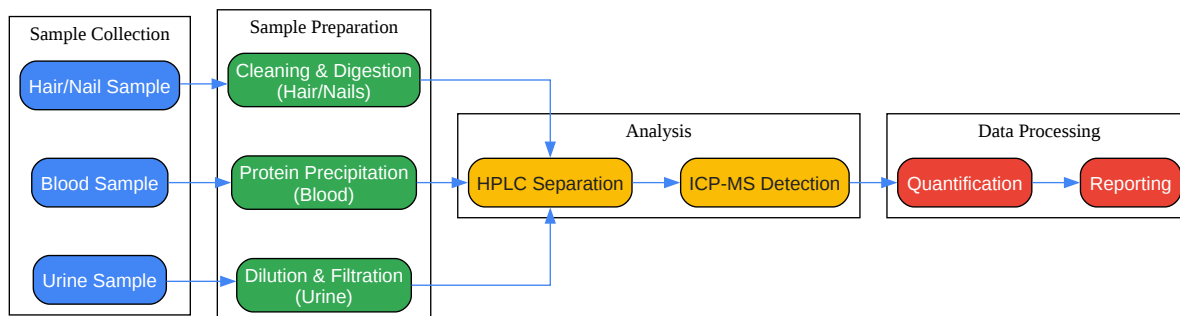 Sample Collection
Hair/Nail Sample
Blood Sample
Urine Sample
Sample Preparation
Cleaning & Digestion
(Hair/Nails)
Protein Precipitation
(Blood)
Dilution & Filtration
(Urine)
Analysis
HPLC Separation
ICP-MS Detection
Data Processing
Quantification
Reporting